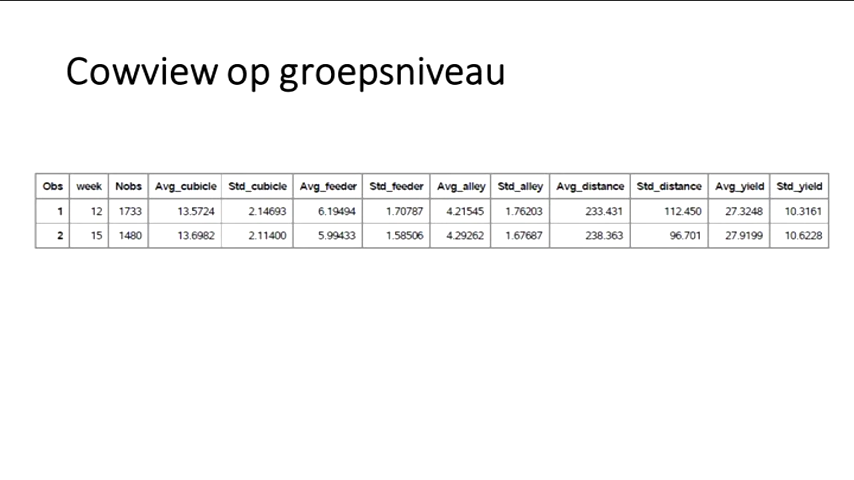 Cowview op groepsniveau
Obs week Nobs Avg_cubicle Std_cubicle Avg_feeder Std_feeder Avg_alley Std_alley Avg_distance Std_distance Avg_yield Std_yield
1 12 1733 13.5724 2.14693 6.19494 1.70787 4.21545 1.76203 233.431 112.450 27.3248 10.3161
2 15 1480 13.6982 2.11400 5.99433 1.58506 4.29262 1.67687 238.363 96.701 27.9199 10.6228